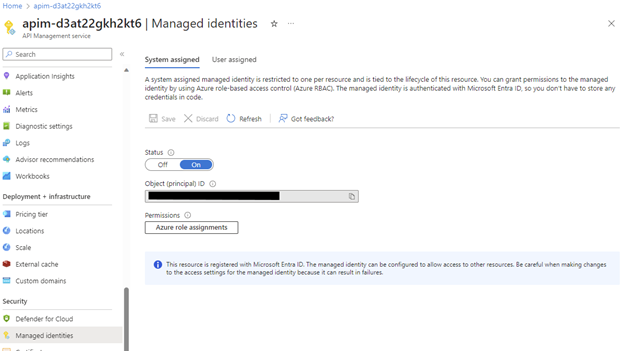 Home > apim-d3at22gkh2kt6
apim-d3at22gkh2kt6 | Managed identities
API Management service
Search
Application Insights
Alerts
Metrics
Diagnostic settings
Logs
Advisor recommendations
Workbooks
Deployment + infrastructure
Pricing tier
Locations
Scale
External cache
Custom domains
Security
Defender for Cloud
Managed identities
System assigned User assigned
A system assigned managed identity is restricted to one per resource and is tied to the lifecycle of this resource. You can grant permissions to the managed
identity by using Azure role-based access control (Azure RBAC). The managed identity is authenticated with Microsoft Entra ID, so you don't have to store any
credentials in code.
Save Discard Refresh Got feedback?
Status
Off On
Object (principal) ID
Permissions
Azure role assignments
This resource is registered with Microsoft Entra ID. The managed identity can be configured to allow access to other resources. Be careful when making changes
to the access settings for the managed identity because it can result in failures.